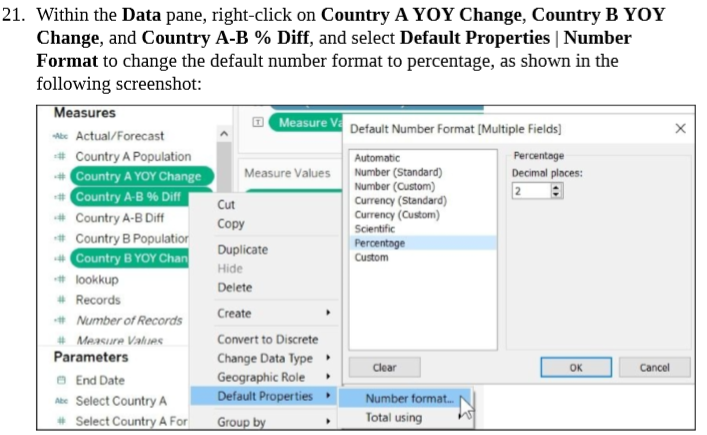 21. Within the Data pane, right-click on Country A YOY Change, Country B YOY
Change, and Country A-B % Diff, and select Default Properties | Number
Format to change the default number format to percentage, as shown in the
following screenshot:
Measures
Abc Actual/Forecast
# Country A Population
# Country A YOY Change
# Country A-B % Diff
# Country A-B Diff
# Country B Population
# Country B YOY Chan
# lookkup
# Records
# Number of Records
# Measure Values
Parameters
End Date
Abc Select Country A
# Select Country A For
T Measure Va
Measure Values
Cut
Copy
Duplicate
Hide
Delete
Create
Convert to Discrete
Change Data Type
Geographic Role
Default Properties
Group by
Number format...
Total using
Default Number Format [Multiple Fields]
Automatic
Number (Standard)
Number (Custom)
Currency (Standard)
Currency (Custom)
Scientific
Percentage
Custom
Percentage
Decimal places:
2
Clear
OK
Cancel